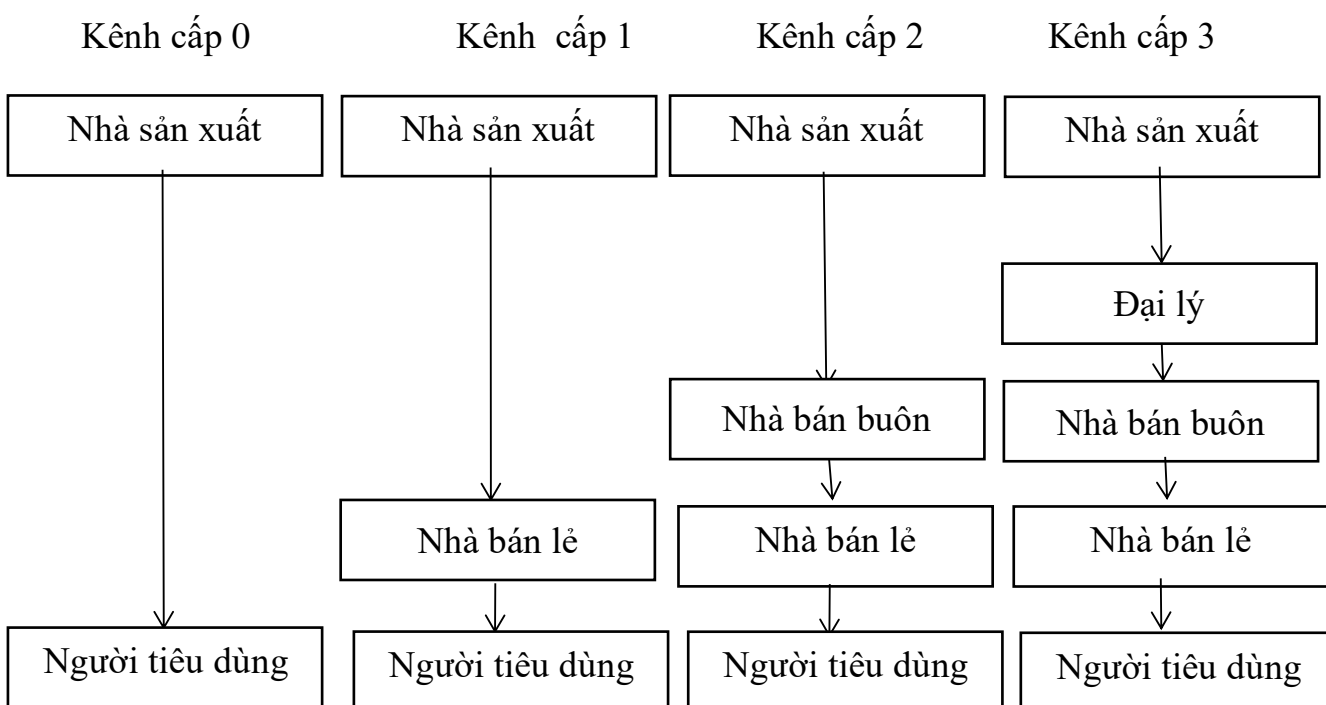 Kênh cấp 0 Kênh cấp 1 Kênh cấp 2 Kênh cấp 3
Nhà sản xuất Nhà sản xuất Nhà sản xuất Nhà sản xuất
Đại lý
Nhà bán buôn Nhà bán buôn
Nhà bán lẻ Nhà bán lẻ Nhà bán lẻ
Người tiêu dùng Người tiêu dùng Người tiêu dùng Người tiêu dùng